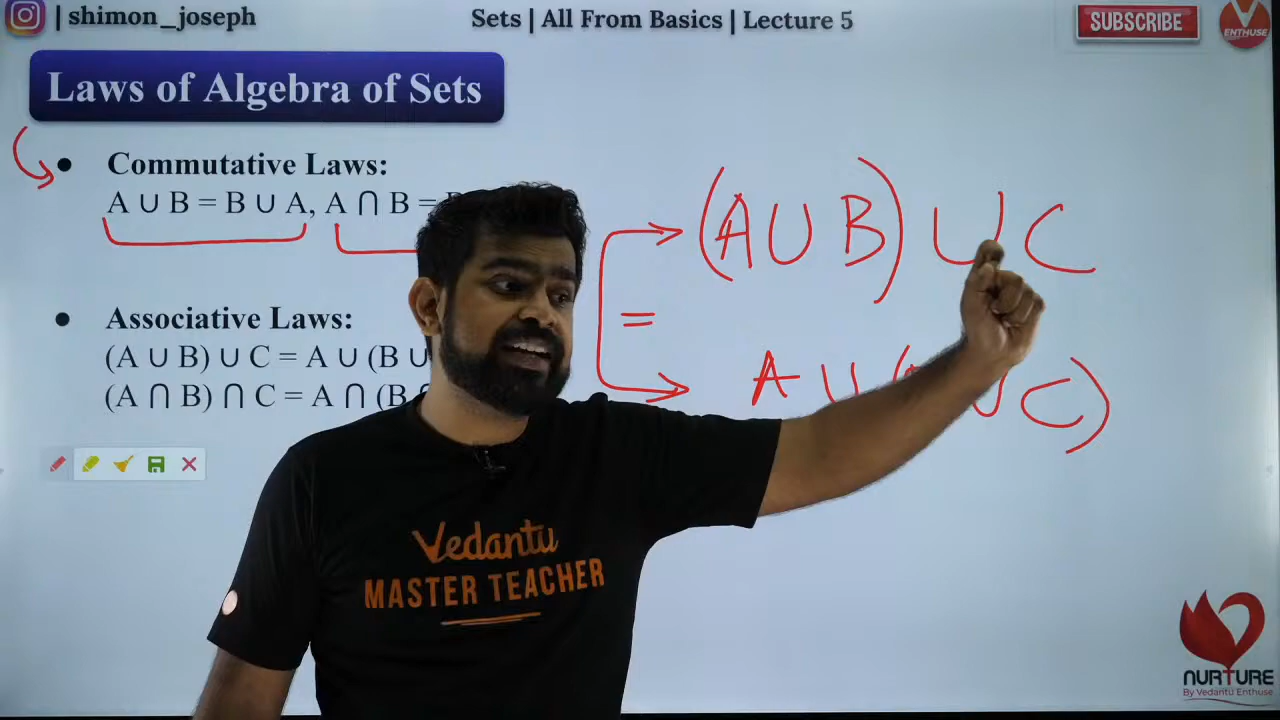 | shimon_joseph
Sets | All From Basics | Lecture 5
SUBSCRIBE
V
ENTHUSE
Laws of Algebra of Sets
• Commutative Laws:
A ∪ B = B ∪ A, A ∩ B =
(A ∪ B) ∪ C
=
A ∪ ( ∪ C)
• Associative Laws:
(A ∪ B) ∪ C = A ∪ (B ∪
(A ∩ B) ∩ C = A ∩ (B
Vedantu
MASTER TEACHER
NURTURE
By Vedantu Enthuse